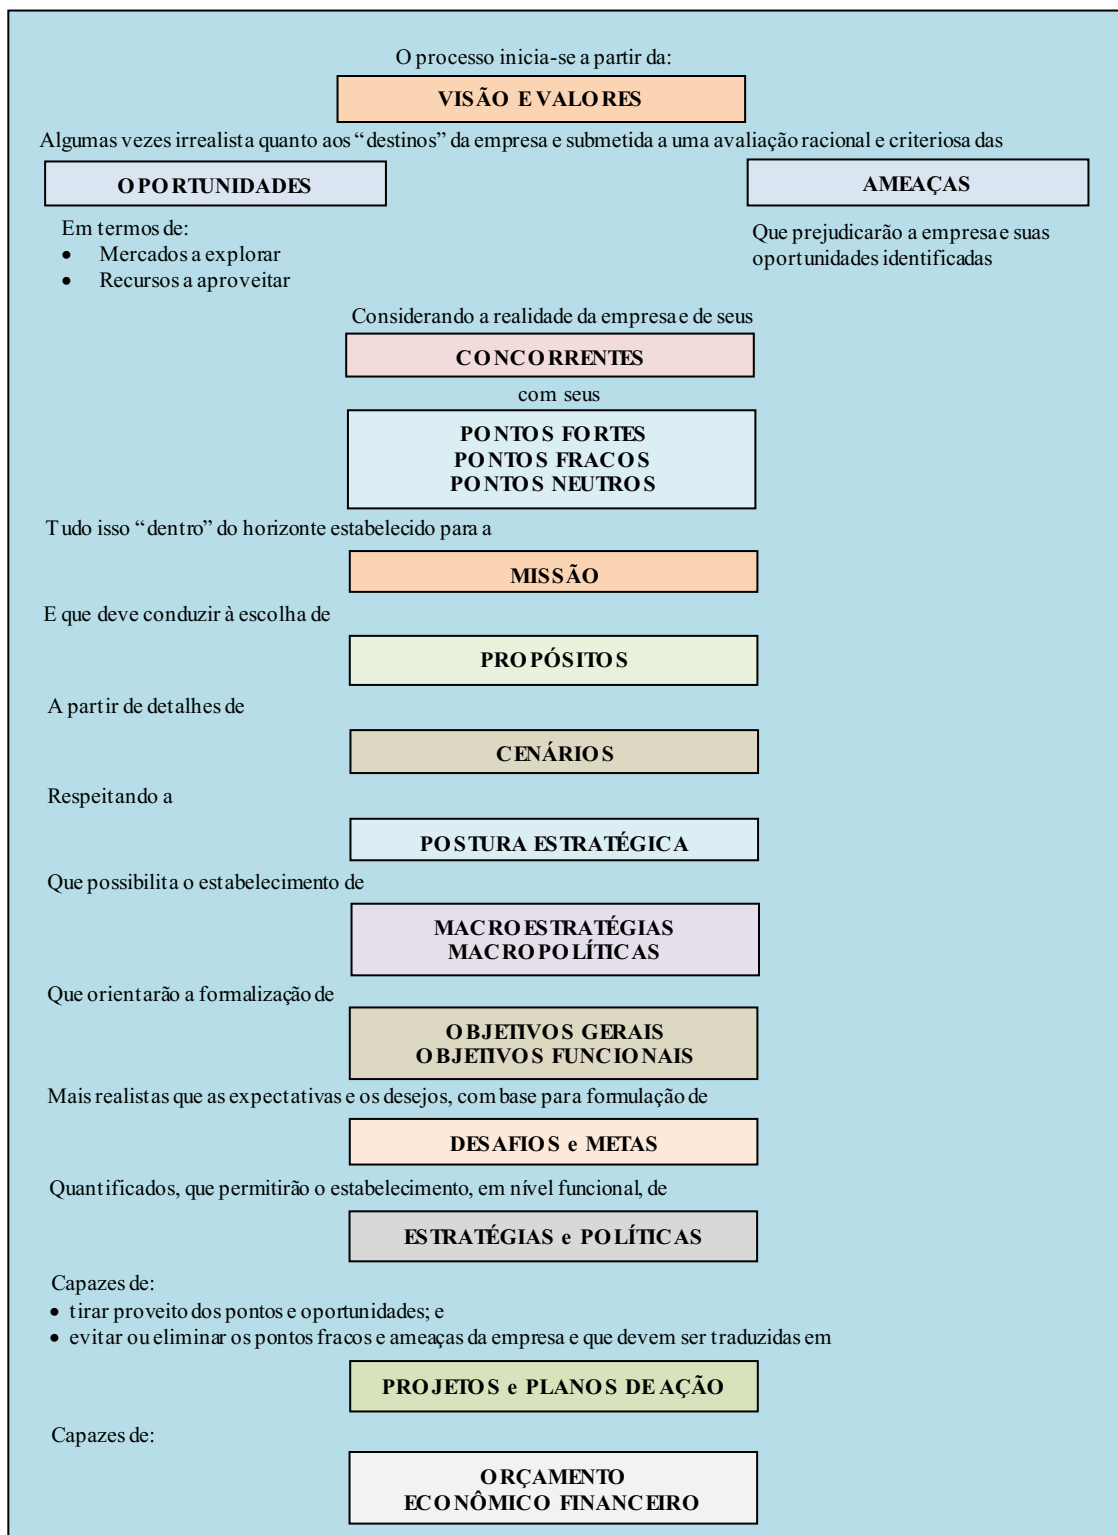 O processo inicia-se a partir da:
VISÃO E VALORES
Algumas vezes irrealista quanto aos “destinos” da empresa e submetida a uma avaliação racional e criteriosa das
OPORTUNIDADES
AMEAÇAS
Em termos de:
• Mercados a explorar
• Recursos a aproveitar
Que prejudicarão a empresa e suas
oportunidades identificadas
Considerando a realidade da empresa e de seus
CONCORRENTES
com seus
PONTOS FORTES
PONTOS FRACOS
PONTOS NEUTROS
Tudo isso “dentro” do horizonte estabelecido para a
MISSÃO
E que deve conduzir à escolha de
PROPÓSITOS
A partir de detalhes de
CENÁRIOS
Respeitando a
POSTURA ESTRATÉGICA
Que possibilita o estabelecimento de
MACROESTRATÉGIAS
MACROPOLÍTICAS
Que orientarão a formalização de
OBJETIVOS GERAIS
OBJETIVOS FUNCIONAIS
Mais realistas que as expectativas e os desejos, com base para formulação de
DESAFIOS e METAS
Quantificados, que permitirão o estabelecimento, em nível funcional, de
ESTRATÉGIAS e POLÍTICAS
Capazes de:
• tirar proveito dos pontos e oportunidades; e
• evitar ou eliminar os pontos fracos e ameaças da empresa e que devem ser traduzidas em
PROJETOS e PLANOS DE AÇÃO
Capazes de:
ORÇAMENTO
ECONÔMICO FINANCEIRO